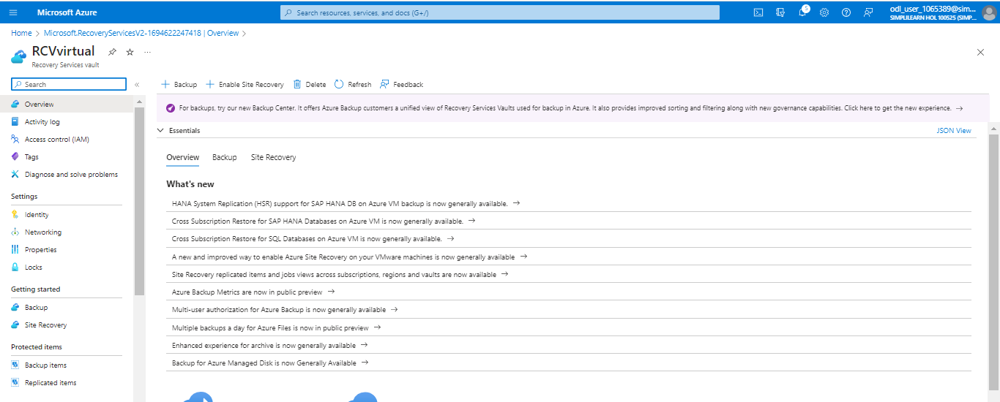 Microsoft Azure
Search resources, services, and docs (G+/)
5
odl_user_1065389@sim...
SIMPLILEARN HOL 100525 (SIMP...
Home > Microsoft.RecoveryServicesV2-1694622247418 | Overview >
RCVvirtual
...
Recovery Services vault
Search
«
Overview
Activity log
Access control (IAM)
Tags
Diagnose and solve problems
Settings
Identity
Networking
Properties
Locks
Getting started
Backup
Site Recovery
Protected items
Backup items
Replicated items
+ Backup + Enable Site Recovery Delete Refresh Feedback
For backups, try our new Backup Center. It offers Azure Backup customers a unified view of Recovery Services Vaults used for backup in Azure. It also provides improved sorting and filtering along with new governance capabilities. Click here to get the new experience. →
Essentials JSON View
Overview Backup Site Recovery
What's new
HANA System Replication (HSR) support for SAP HANA DB on Azure VM backup is now generally available. →
Cross Subscription Restore for SAP HANA Databases on Azure VM is now generally available. →
Cross Subscription Restore for SQL Databases on Azure VM is now generally available. →
A new and improved way to enable Azure Site Recovery on your VMware machines is now generally available →
Site Recovery replicated items and jobs views across subscriptions, regions and vaults are now available →
Azure Backup Metrics are now in public preview →
Multi-user authorization for Azure Backup is now generally available →
Multiple backups a day for Azure Files is now in public preview →
Enhanced experience for archive is now generally available →
Backup for Azure Managed Disk is now Generally Available →